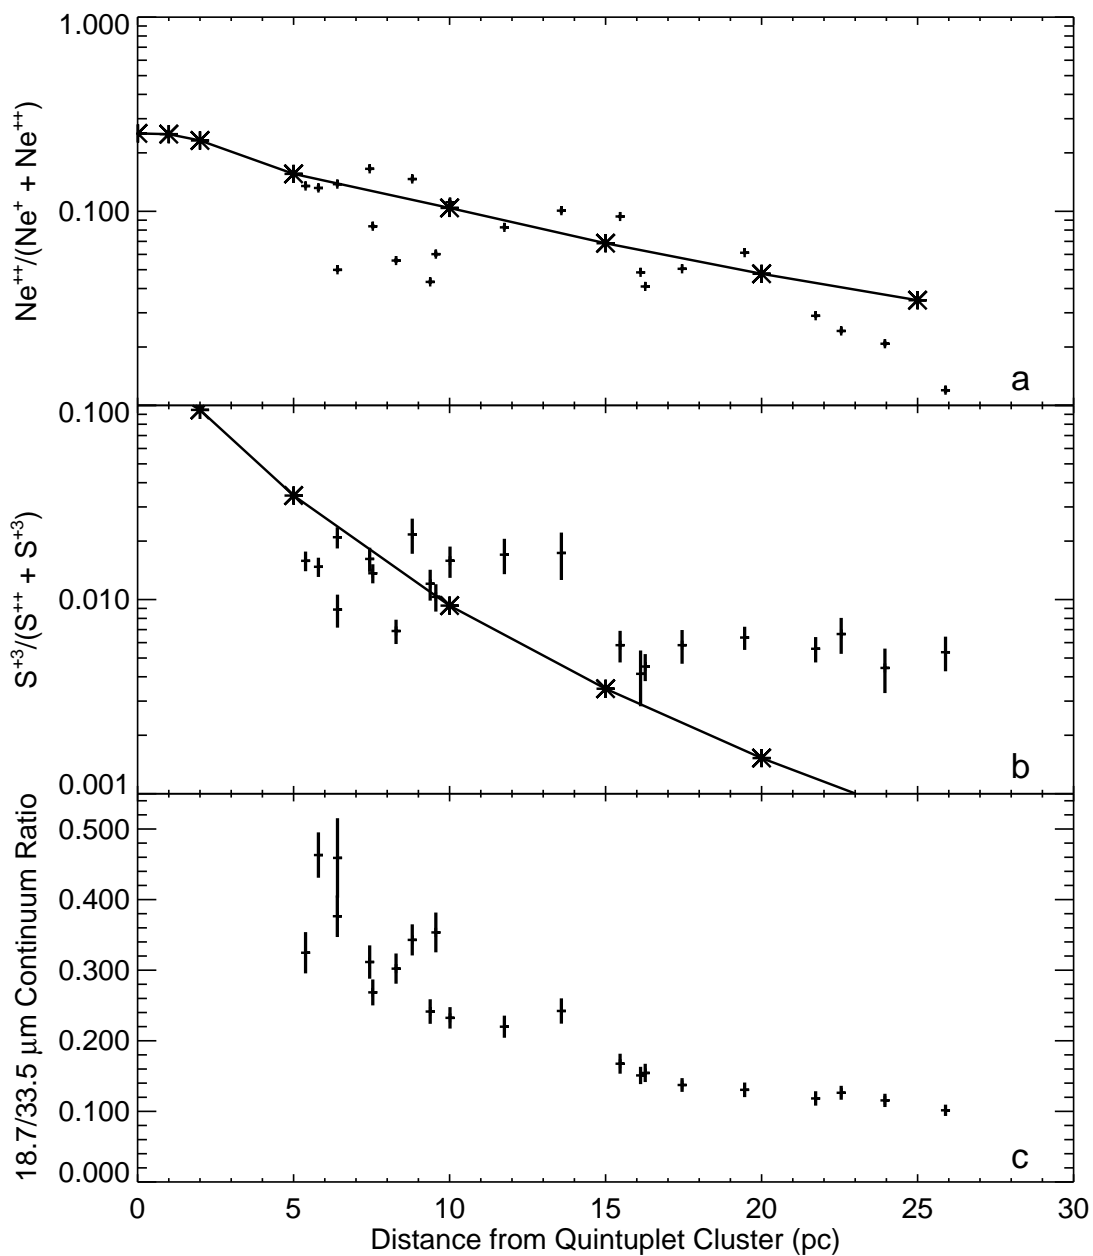 1.000
0.100
Ne⁺⁺/(Ne⁺ + Ne⁺⁺)
a
0.100
0.010
0.001
S⁺³/(S⁺⁺ + S⁺³)
b
0.500
0.400
0.300
0.200
0.100
0.000
18.7/33.5 μm Continuum Ratio
c
0 5 10 15 20 25 30
Distance from Quintuplet Cluster (pc)